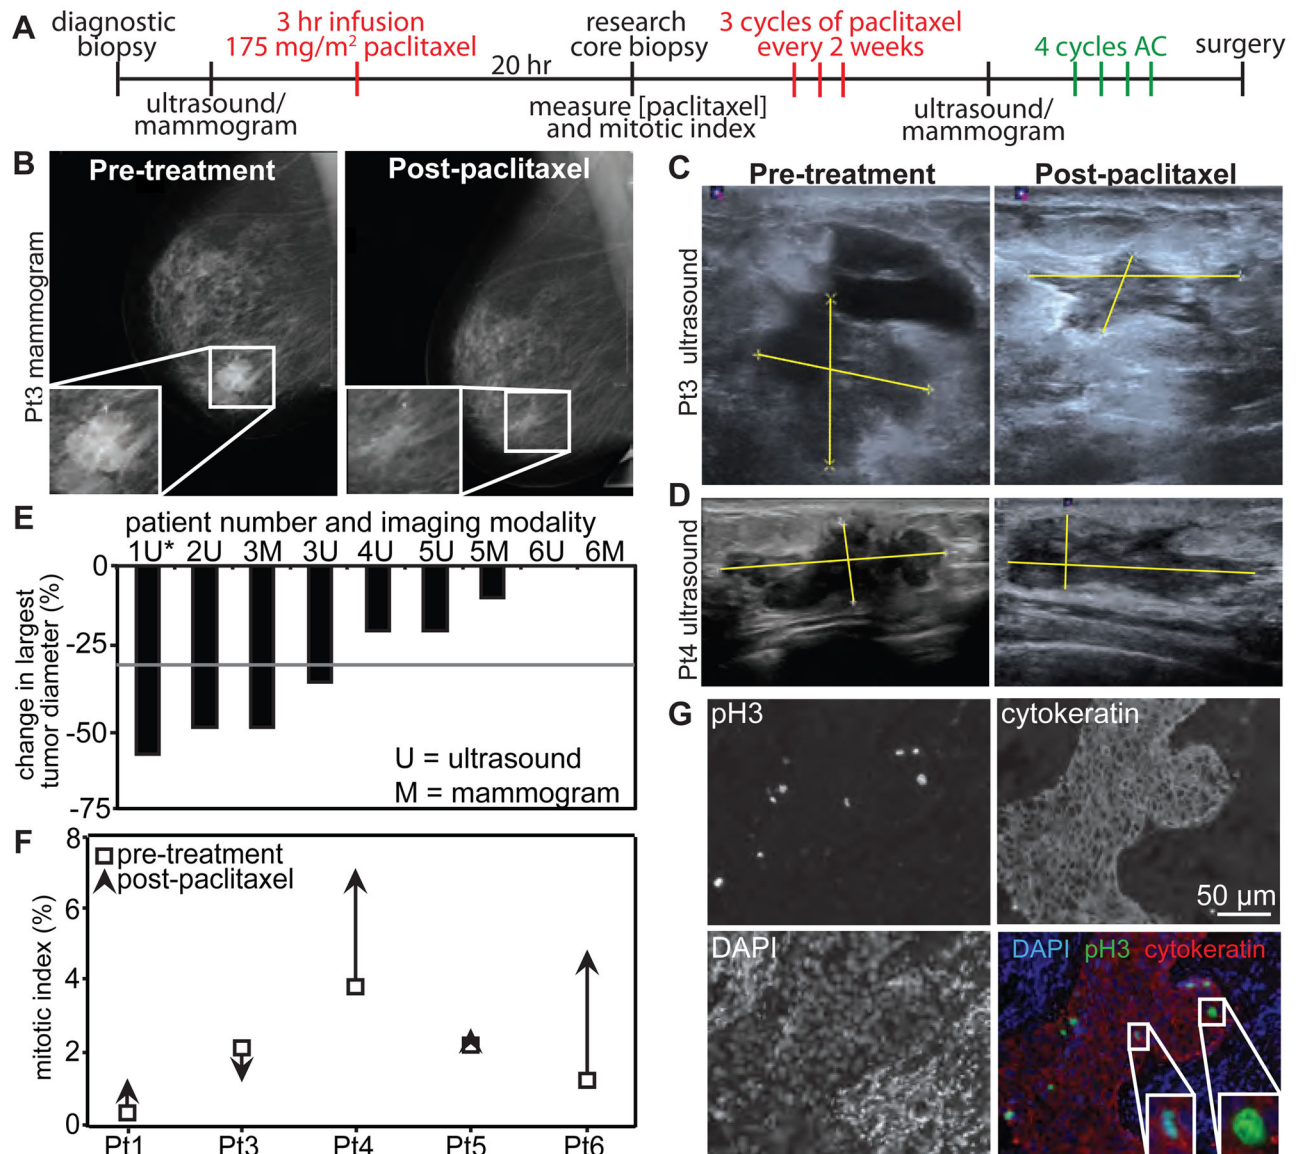 A
diagnostic
biopsy
3 hr infusion
175 mg/m² paclitaxel
research
core biopsy
3 cycles of paclitaxel
every 2 weeks
4 cycles AC
surgery
20 hr
ultrasound/
mammogram
measure [paclitaxel]
and mitotic index
ultrasound/
mammogram
B
Pre-treatment
Post-paclitaxel
Pt3 mammogram
C
Pre-treatment
Post-paclitaxel
Pt3 ultrasound
D
Pt4 ultrasound
E
patient number and imaging modality
1U* 2U 3M 3U 4U 5U 5M 6U 6M
change in largest
tumor diameter (%)
0
-25
-50
-75
U = ultrasound
M = mammogram
F
pre-treatment
post-paclitaxel
mitotic index (%)
8
6
4
2
0
Pt1 Pt3 Pt4 Pt5 Pt6
G
pH3
cytokeratin
50 µm
DAPI
DAPI pH3 cytokeratin